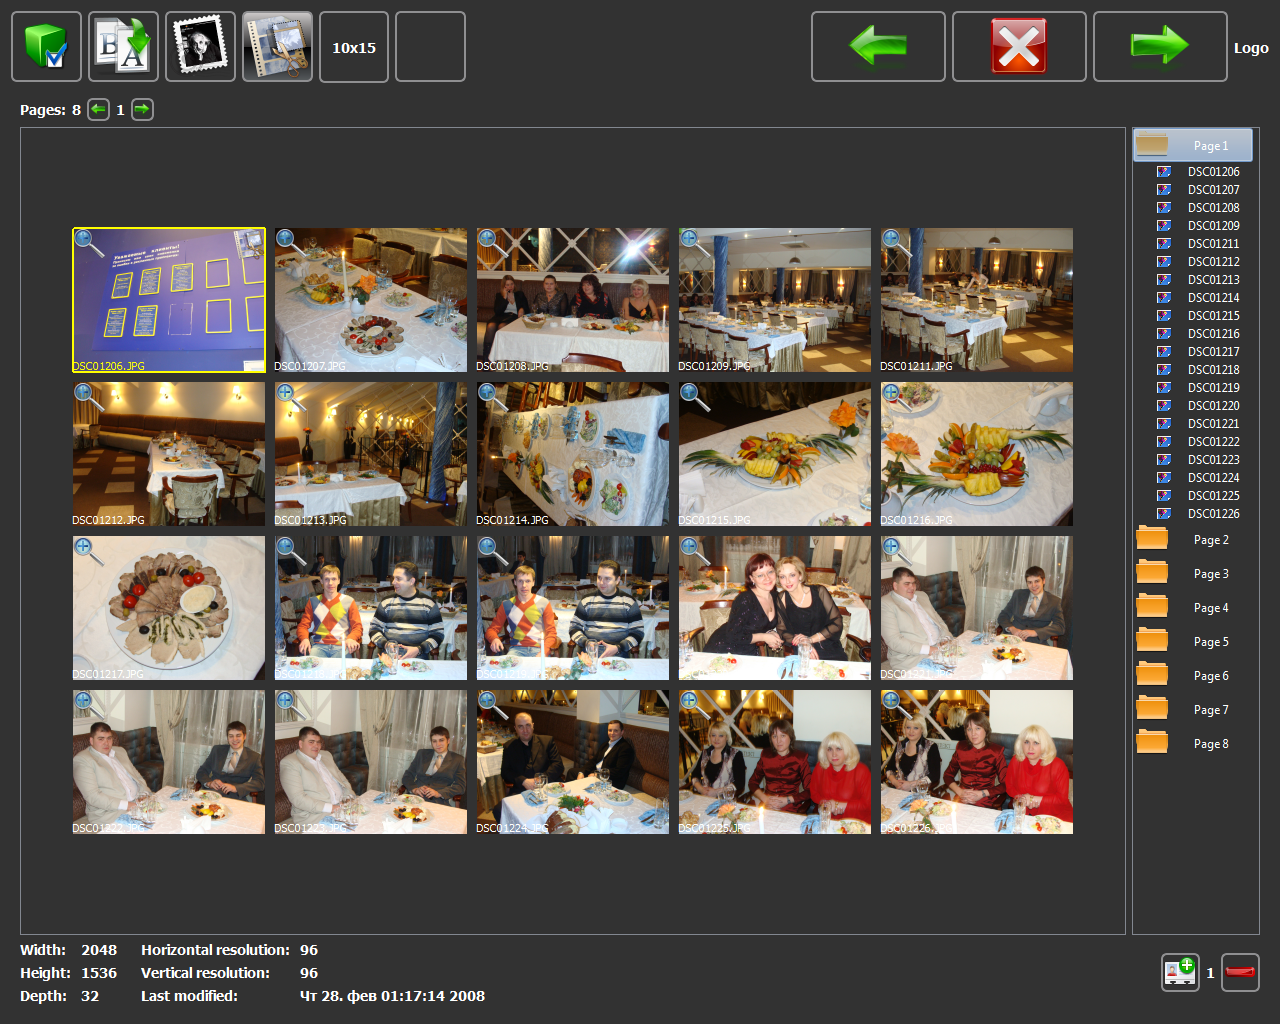 10x15
Logo
Pages: 8 1
Page 1
DSC01206
DSC01207
DSC01208
DSC01209
DSC01211
DSC01212
DSC01213
DSC01214
DSC01215
DSC01216
DSC01217
DSC01218
DSC01219
DSC01220
DSC01221
DSC01222
DSC01223
DSC01224
DSC01225
DSC01226
Page 2
Page 3
Page 4
Page 5
Page 6
Page 7
Page 8
Уважаемые клиенты!
DSC01206.JPG
DSC01207.JPG
DSC01208.JPG
DSC01209.JPG
DSC01211.JPG
DSC01212.JPG
DSC01213.JPG
DSC01214.JPG
DSC01215.JPG
DSC01216.JPG
DSC01217.JPG
DSC01221.JPG
DSC01222.JPG
DSC01223.JPG
DSC01224.JPG
DSC01225.JPG
DSC01226.JPG
Width: 2048 Horizontal resolution: 96
Height: 1536 Vertical resolution: 96
Depth: 32 Last modified: Чт 28. фев 01:17:14 2008
1